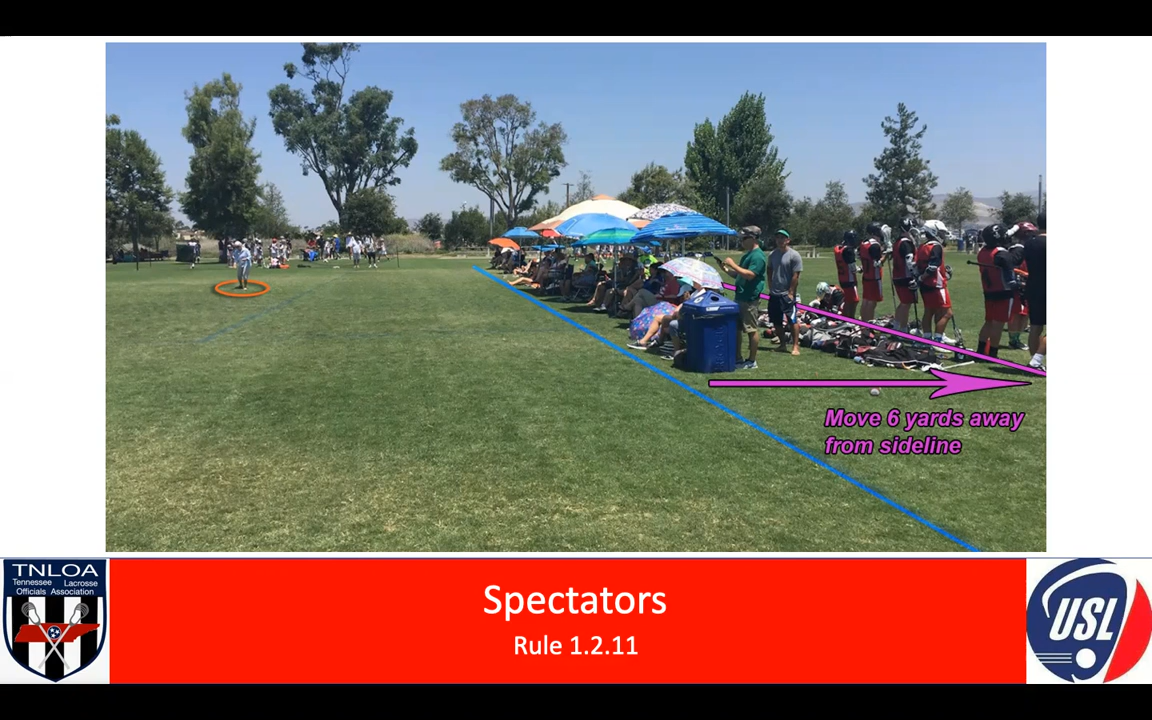 Move 6 yards away
from sideline
TNLOA
Tennessee Lacrosse
Officials Association
Spectators
Rule 1.2.11
USL